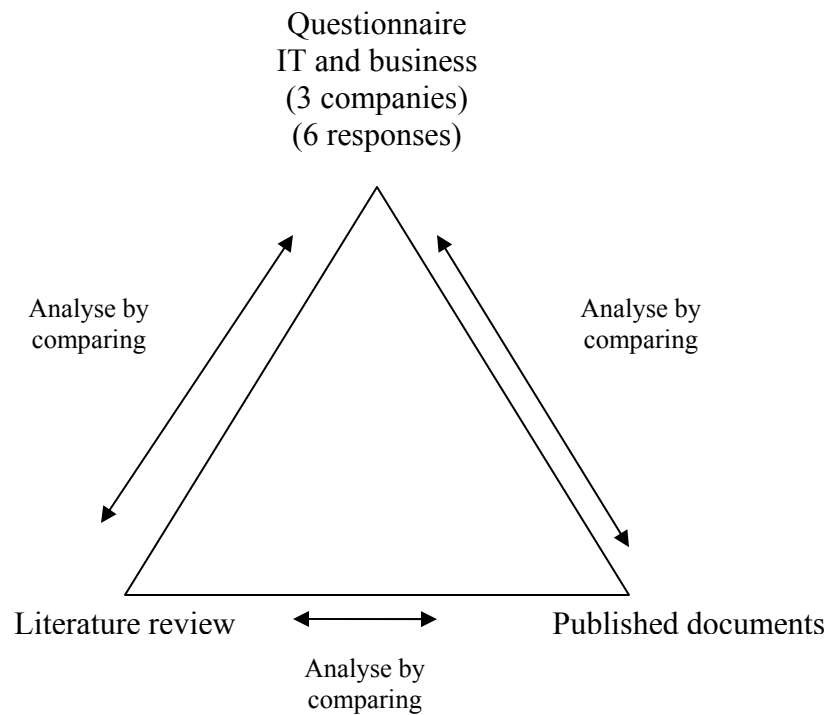 Questionnaire
IT and business
(3 companies)
(6 responses)
Analyse by
comparing
Analyse by
comparing
Literature review
Published documents
Analyse by
comparing